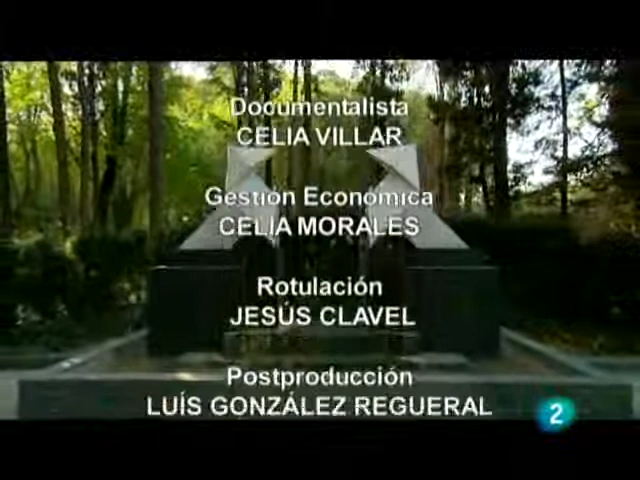 Documentalista
CELIA VILLAR
Gestión Económica
CELIA MORALES
Rotulación
JESÚS CLAVEL
Postproducción
LUÍS GONZÁLEZ REGUERAL
2